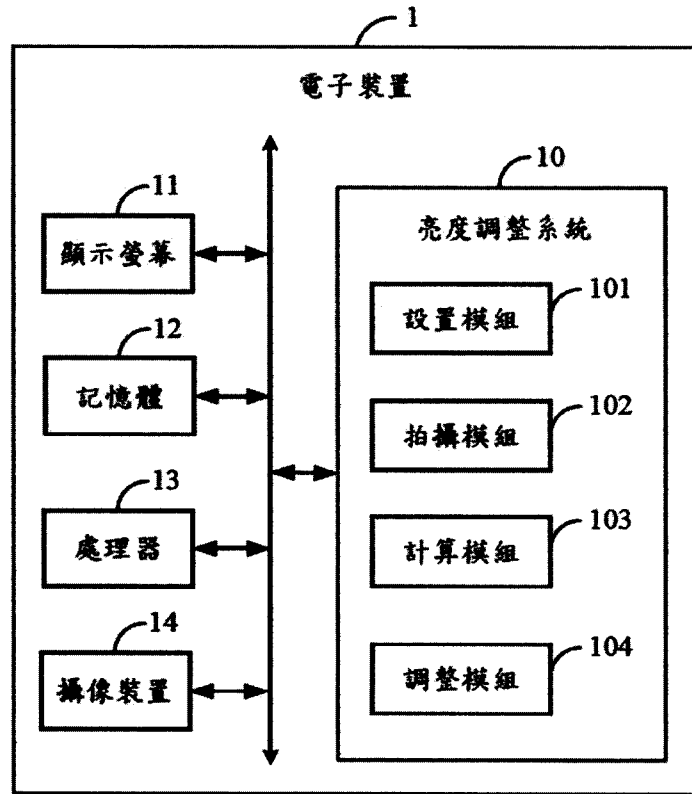 1
電子裝置
11
顯示螢幕
12
記憶體
13
處理器
14
攝像裝置
10
亮度調整系統
101
設置模組
102
拍攝模組
103
計算模組
104
調整模組